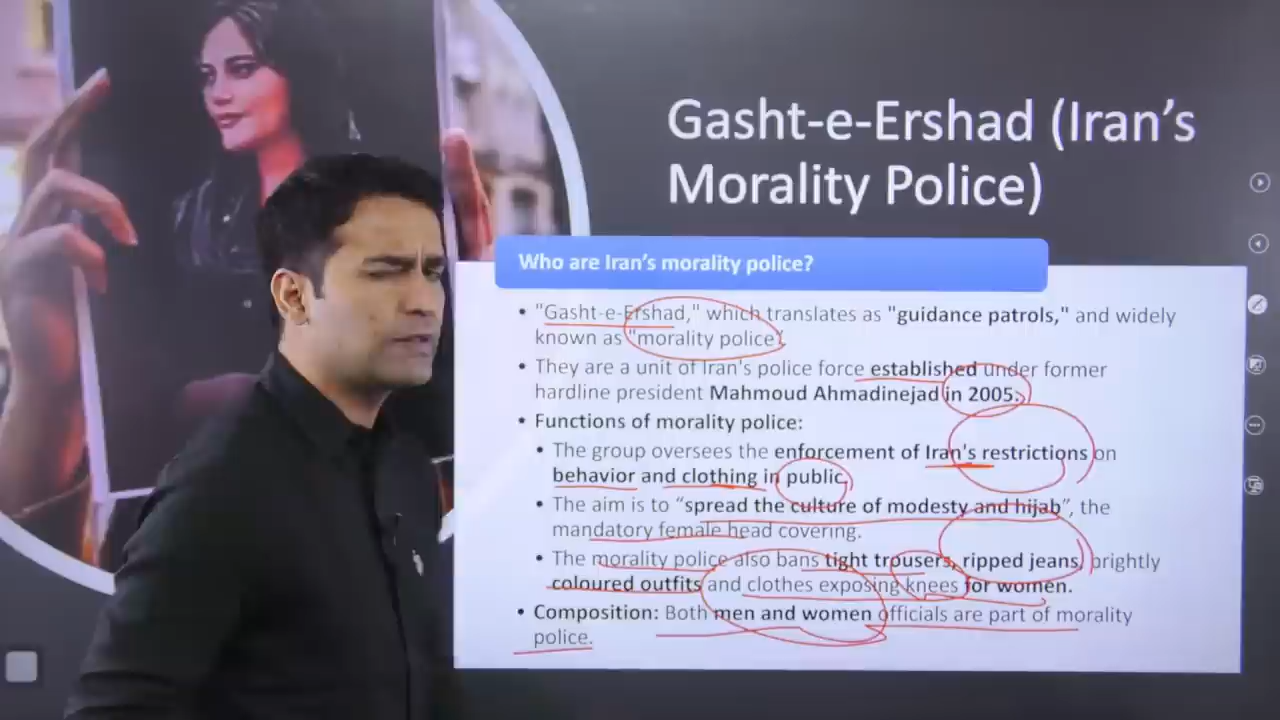 Gasht-e-Ershad (Iran’s
Morality Police)
Who are Iran’s morality police?
• "Gasht-e-Ershad," which translates as "guidance patrols," and widely
known as "morality police".
• They are a unit of Iran's police force established under former
hardline president Mahmoud Ahmadinejad in 2005.
• Functions of morality police:
• The group oversees the enforcement of Iran's restrictions on
behavior and clothing in public.
• The aim is to “spread the culture of modesty and hijab”, the
mandatory female head covering.
• The morality police also bans tight trousers, ripped jeans, brightly
coloured outfits and clothes exposing knees for women.
• Composition: Both men and women officials are part of morality
police.